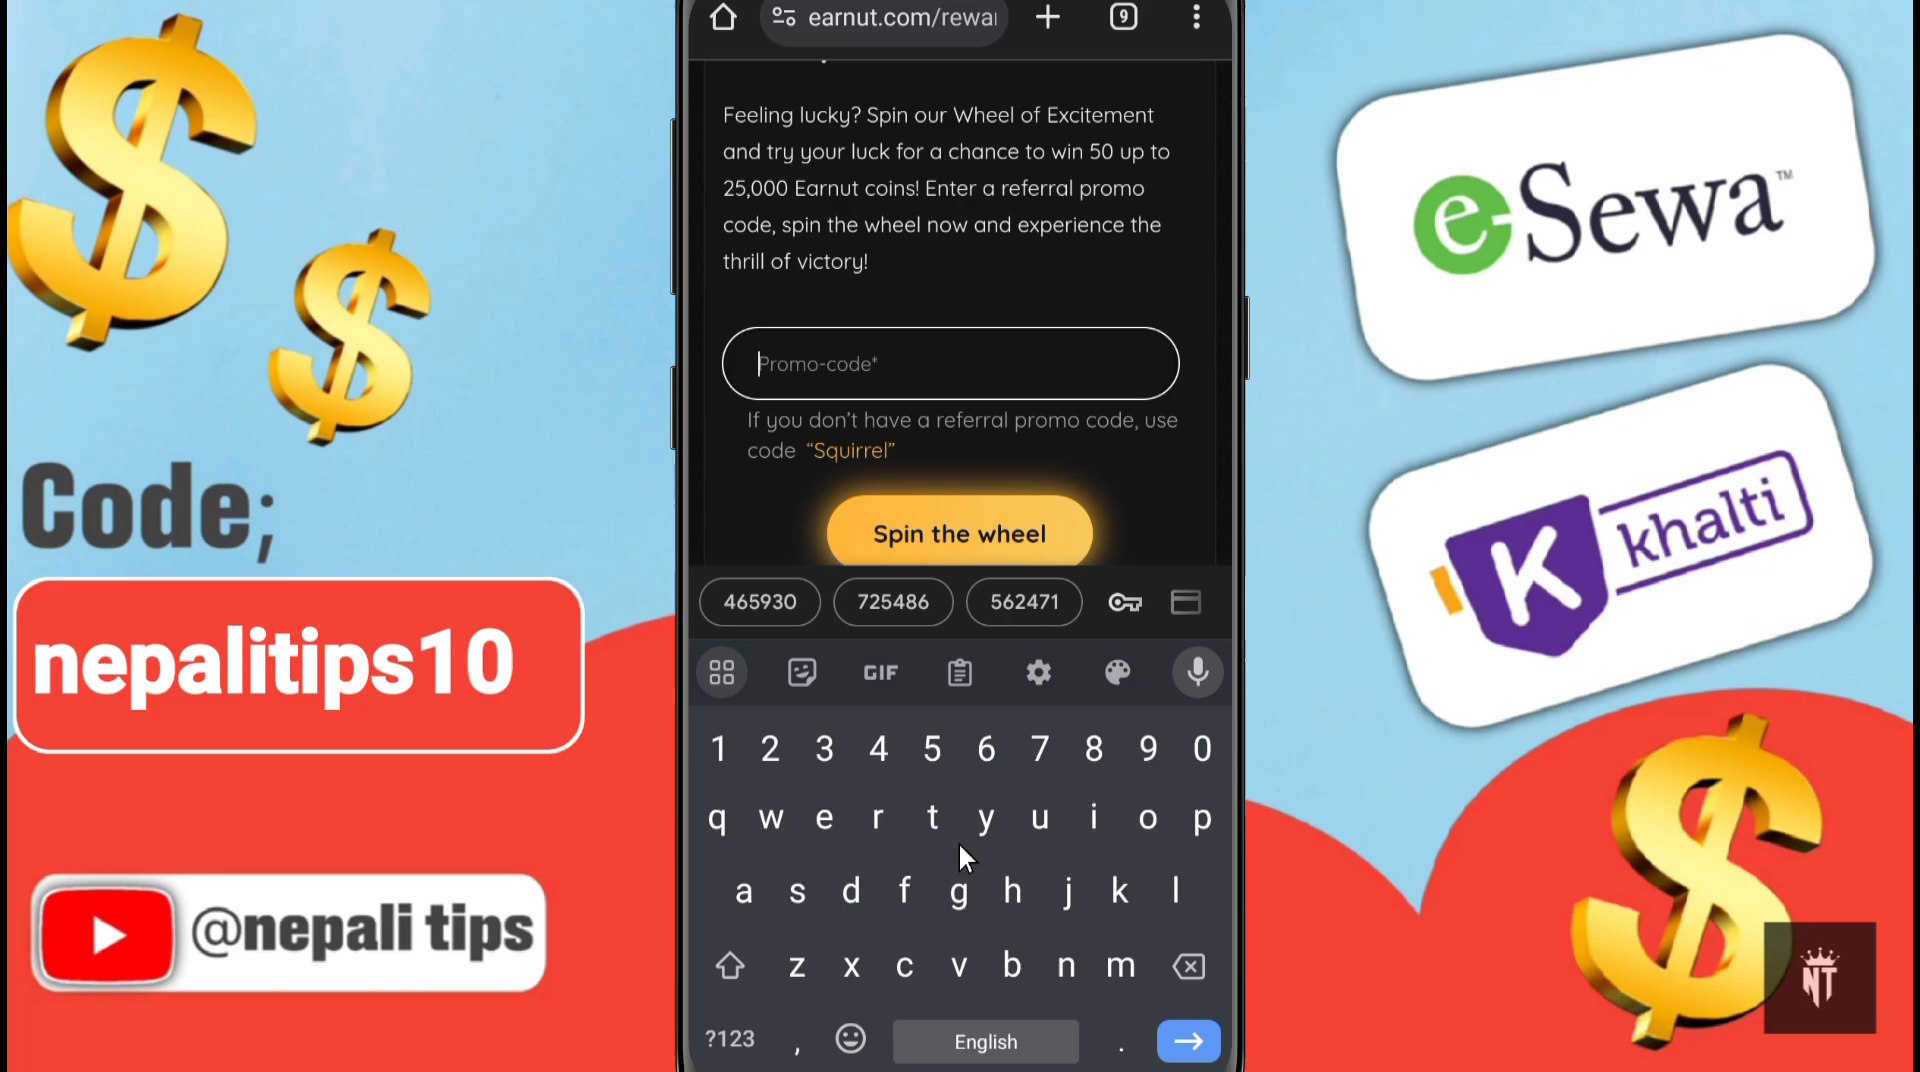 earnut.com/rewa
9
Feeling lucky? Spin our Wheel of Excitement
and try your luck for a chance to win 50 up to
25,000 Earnut coins! Enter a referral promo
code, spin the wheel now and experience the
thrill of victory!
Promo-code*
If you don't have a referral promo code, use
code “Squirrel”
Spin the wheel
465930 725486 562471
GIF
1 2 3 4 5 6 7 8 9 0
q w e r t y u i o p
a s d f g h j k l
z x c v b n m
?123 , English .
Code;
nepalitips10
@nepali tips
e-Sewa™
K khalti
NT